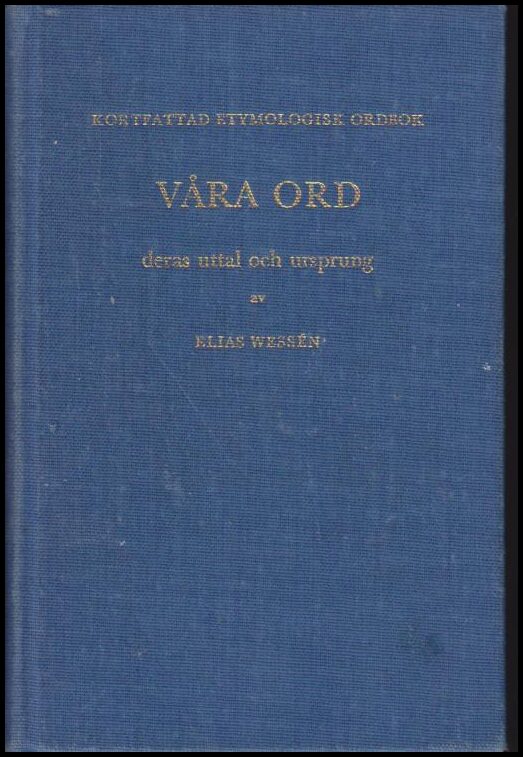 KORTFATTAD ETYMOLOGISK ORDBOK
VÅRA ORD
deras uttal och ursprung
av
ELIAS WESSÉN